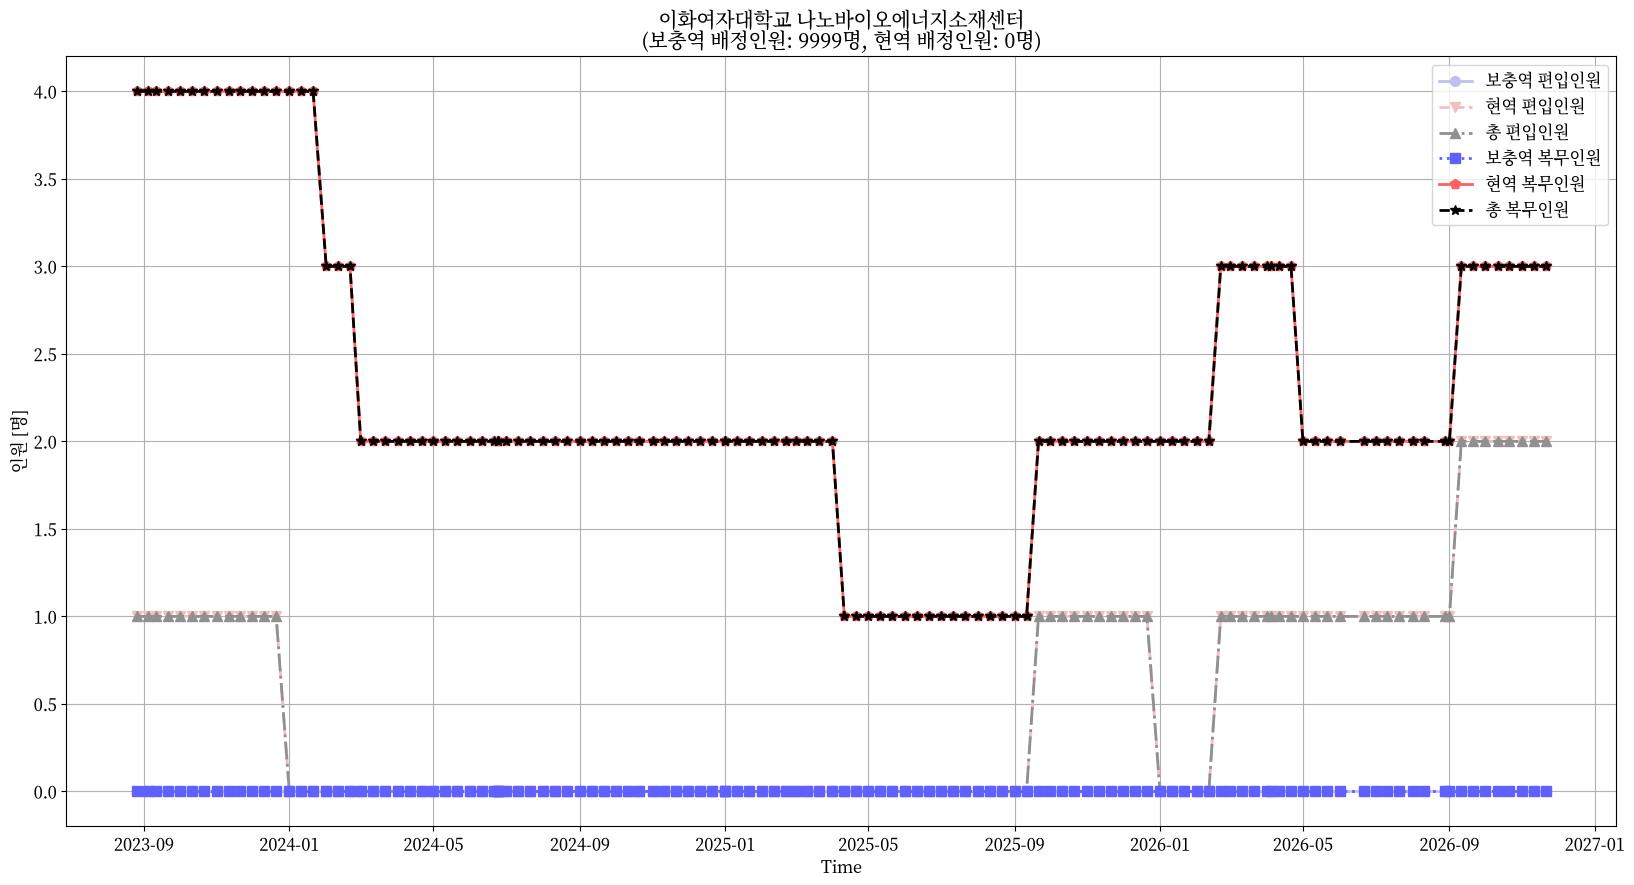 이화여자대학교 나노바이오에너지소재센터
(보충역 배정인원: 9999명, 현역 배정인원: 0명)
보충역 편입인원
현역 편입인원
총 편입인원
보충역 복무인원
현역 복무인원
총 복무인원
인원 [명]
4.0
3.5
3.0
2.5
2.0
1.5
1.0
0.5
0.0
2023-09
2024-01
2024-05
2024-09
2025-01
2025-05
2025-09
2026-01
2026-05
2026-09
2027-01
Time